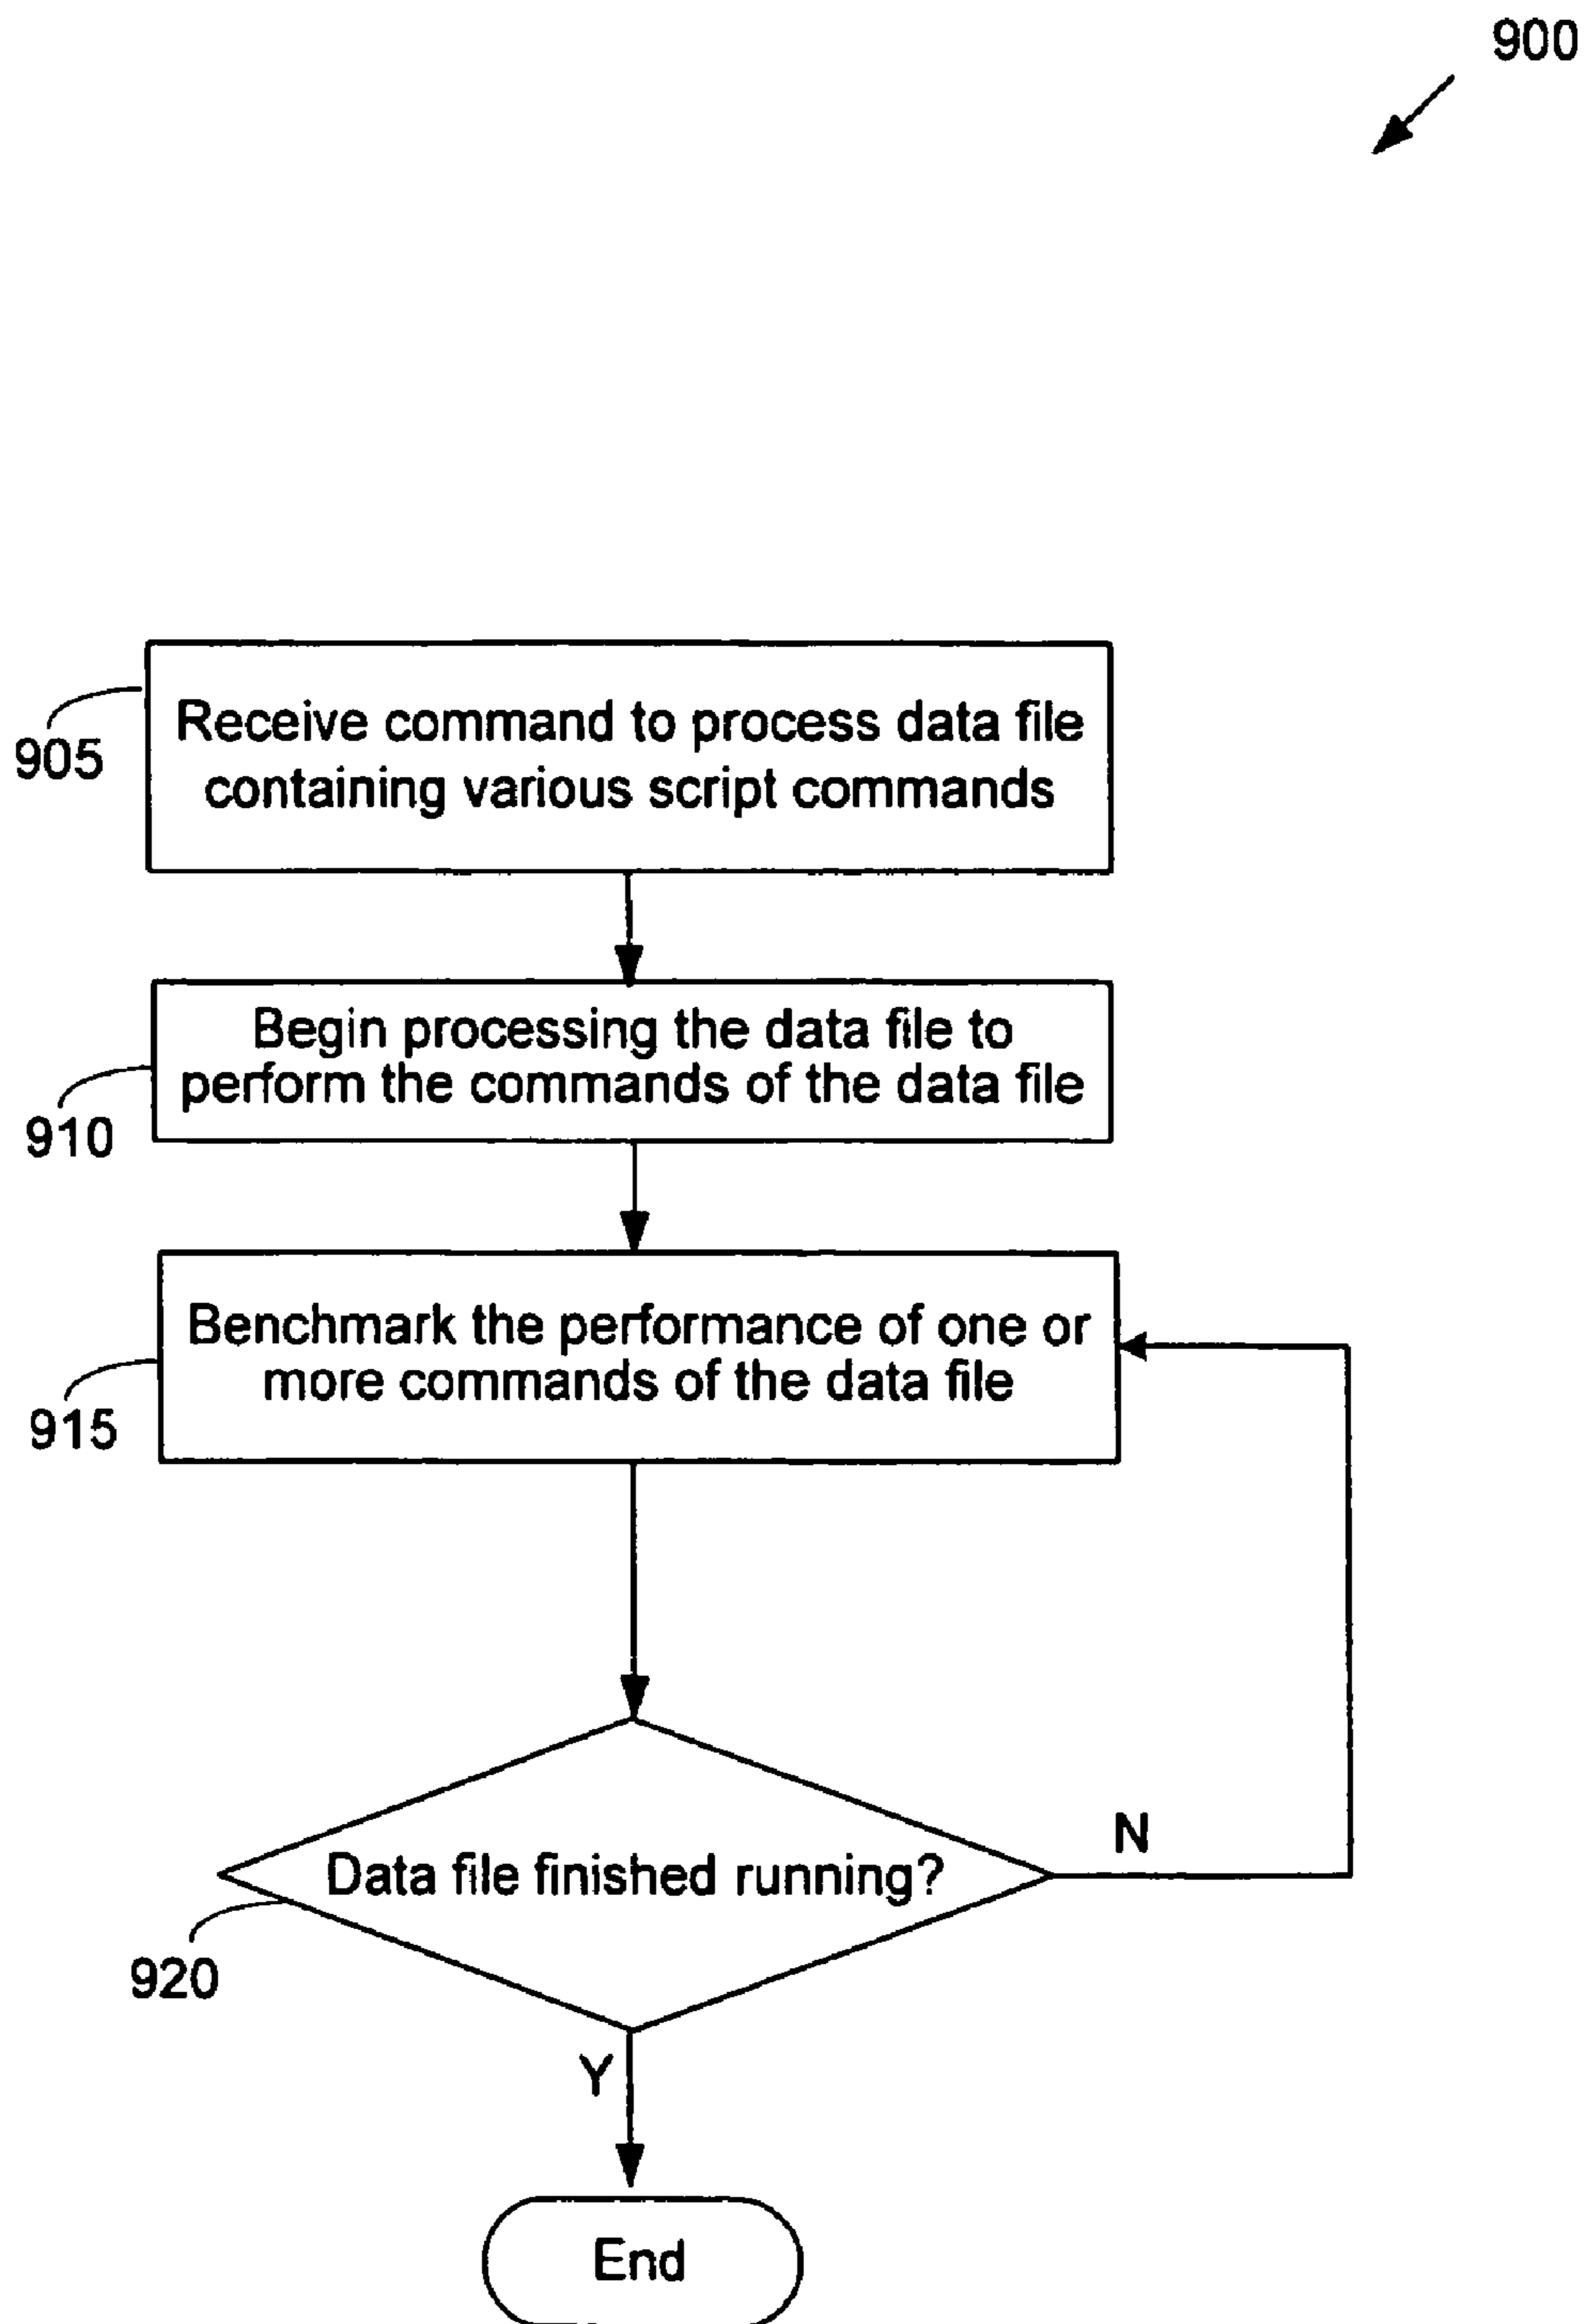 900
905
Receive command to process data file
containing various script commands
910
Begin processing the data file to
perform the commands of the data file
915
Benchmark the performance of one or
more commands of the data file
920
Data file finished running?
N
Y
End